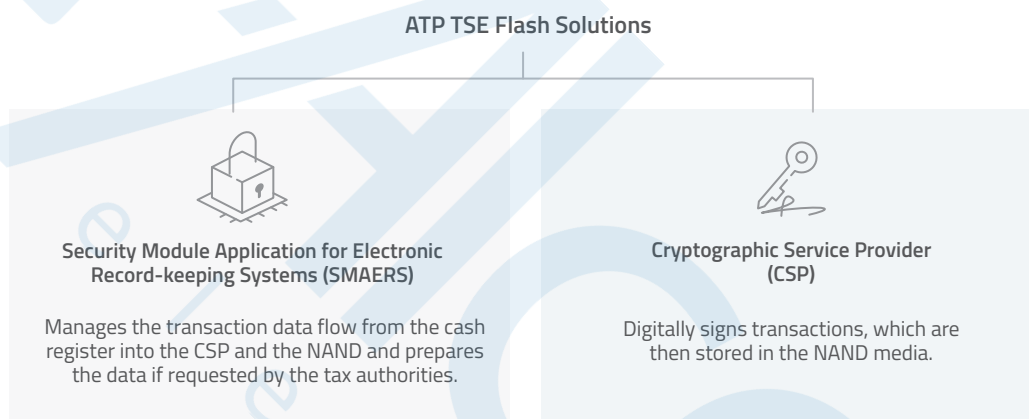 ATP TSE Flash Solutions
Security Module Application for Electronic
Record-keeping Systems (SMAERS)
Manages the transaction data flow from the cash
register into the CSP and the NAND and prepares
the data if requested by the tax authorities.
Cryptographic Service Provider
(CSP)
Digitally signs transactions, which are
then stored in the NAND media.